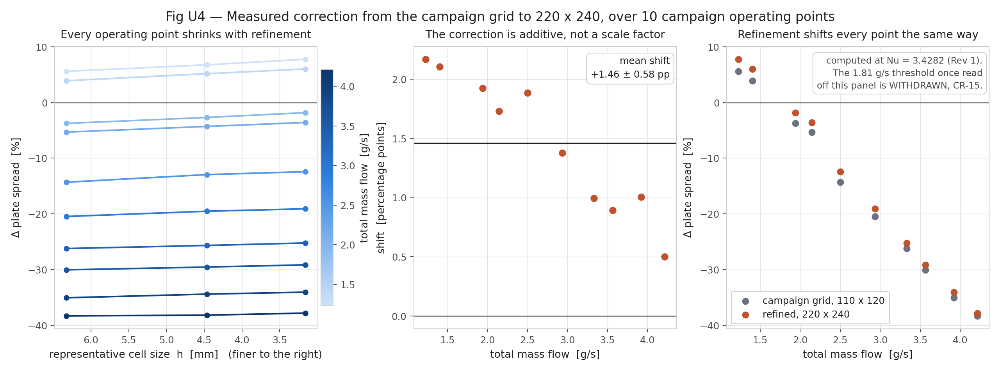 Fig U4 — Measured correction from the campaign grid to 220 x 240, over 10 campaign operating points
Every operating point shrinks with refinement
10
0
−10
−20
−30
−40
Δ plate spread [%]
6.0
5.5
5.0
4.5
4.0
3.5
representative cell size h [mm] (finer to the right)
4.0
3.5
3.0
2.5
2.0
1.5
total mass flow [g/s]
The correction is additive, not a scale factor
mean shift
+1.46 ± 0.58 pp
2.0
1.5
1.0
0.5
0.0
shift [percentage points]
1.5
2.0
2.5
3.0
3.5
4.0
total mass flow [g/s]
Refinement shifts every point the same way
computed at Nu = 3.4282 (Rev 1).
The 1.81 g/s threshold once read
off this panel is WITHDRAWN, CR-15.
10
0
−10
−20
−30
−40
Δ plate spread [%]
campaign grid, 110 x 120
refined, 220 x 240
1.5
2.0
2.5
3.0
3.5
4.0
total mass flow [g/s]